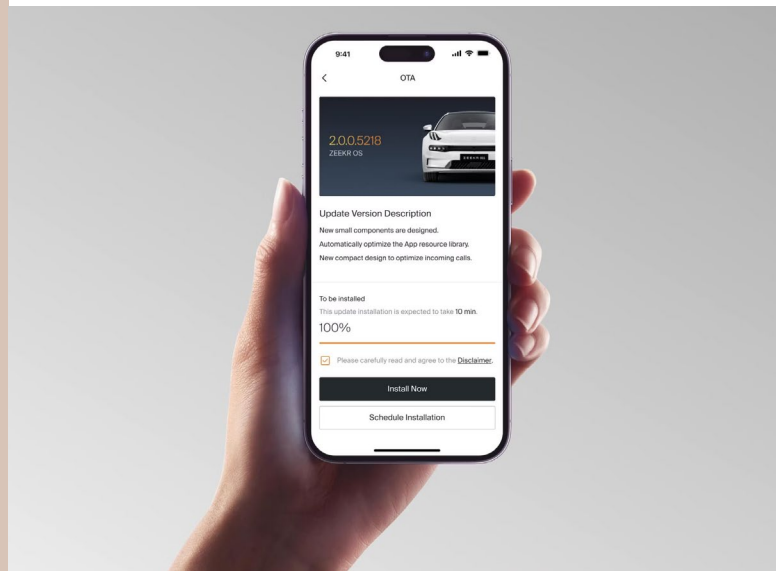 9:41
OTA
2.0.0.5218
ZEEKR OS
ZEEKR 001
Update Version Description
New small components are designed.
Automatically optimize the App resource library.
New compact design to optimize incoming calls.
To be installed
This update installation is expected to take 10 min.
100%
Please carefully read and agree to the Disclaimer.
Install Now
Schedule Installation